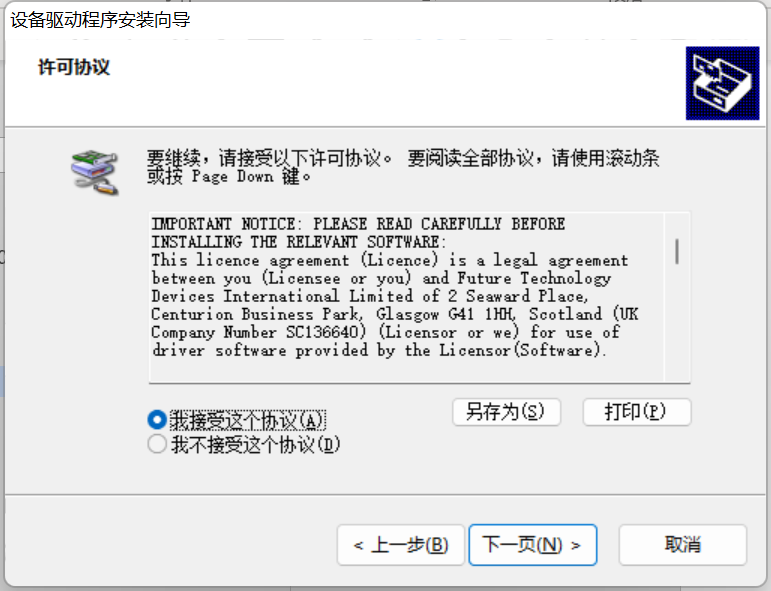 设备驱动程序安装向导
许可协议
要继续，请接受以下许可协议。 要阅读全部协议，请使用滚动条
或按 Page Down 键。
IMPORTANT NOTICE: PLEASE READ CAREFULLY BEFORE
INSTALLING THE RELEVANT SOFTWARE:
This licence agreement (Licence) is a legal agreement
between you (Licensee or you) and Future Technology
Devices International Limited of 2 Seaward Place,
Centurion Business Park, Glasgow G41 1HH, Scotland (UK
Company Number SC136640) (Licensor or we) for use of
driver software provided by the Licensor(Software).
我接受这个协议(A)
另存为(S)
打印(P)
我不接受这个协议(D)
< 上一步(B)
下一页(N) >
取消